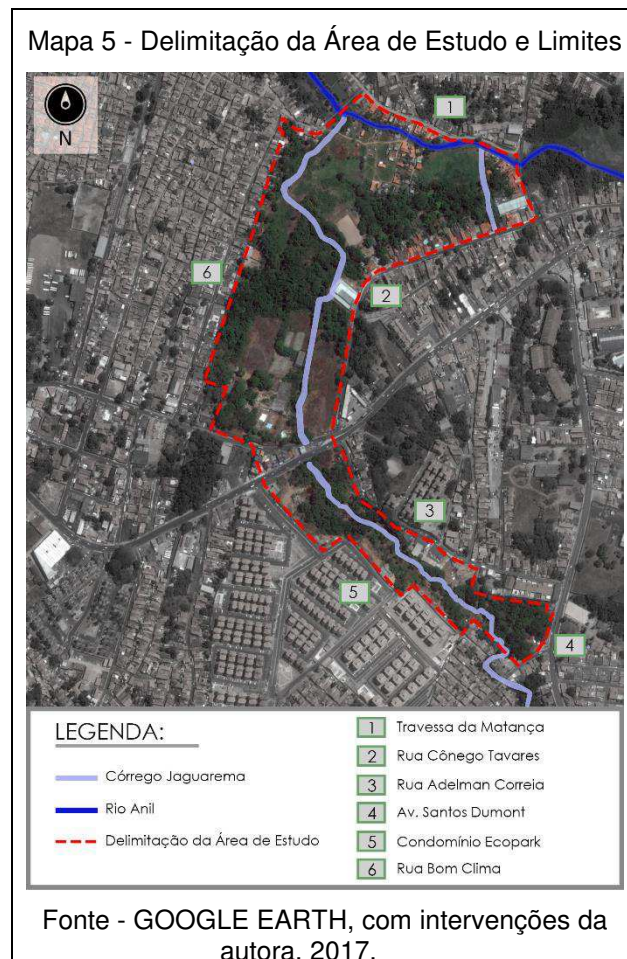 Mapa 5 - Delimitação da Área de Estudo e Limites
N
1
2
6
3
5
4
LEGENDA:
Córrego Jaguarema
Rio Anil
Delimitação da Área de Estudo
1 Travessa da Matança
2 Rua Cônego Tavares
3 Rua Adelman Correia
4 Av. Santos Dumont
5 Condomínio Ecopark
6 Rua Bom Clima
Fonte - GOOGLE EARTH, com intervenções da
autora, 2017.